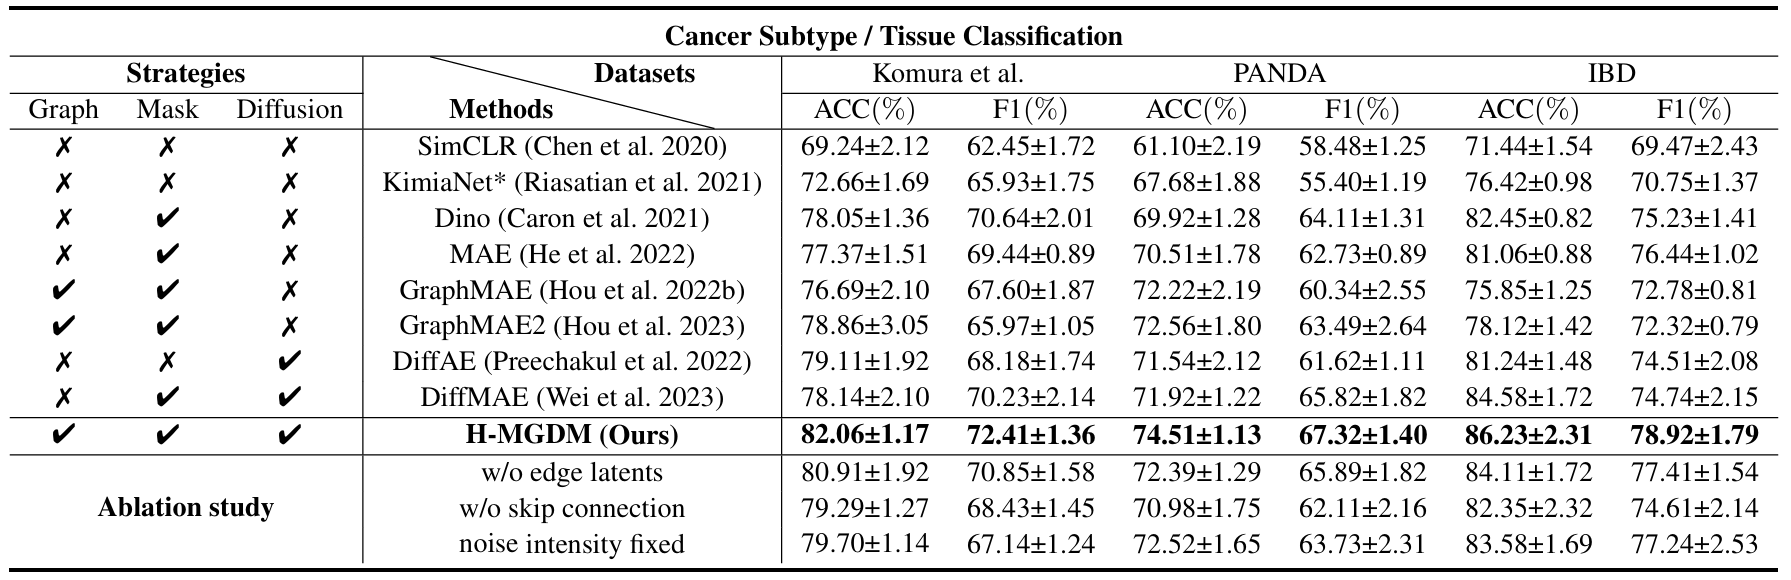 Cancer Subtype / Tissue Classification
Strategies Datasets Methods Komura et al. PANDA IBD
Graph Mask Diffusion ACC(%) F1(%) ACC(%) F1(%) ACC(%) F1(%)
✗ ✗ ✗ SimCLR (Chen et al. 2020) 69.24±2.12 62.45±1.72 61.10±2.19 58.48±1.25 71.44±1.54 69.47±2.43
✗ ✗ ✗ KimiaNet* (Riasatian et al. 2021) 72.66±1.69 65.93±1.75 67.68±1.88 55.40±1.19 76.42±0.98 70.75±1.37
✗ ✔ ✗ Dino (Caron et al. 2021) 78.05±1.36 70.64±2.01 69.92±1.28 64.11±1.31 82.45±0.82 75.23±1.41
✗ ✔ ✗ MAE (He et al. 2022) 77.37±1.51 69.44±0.89 70.51±1.78 62.73±0.89 81.06±0.88 76.44±1.02
✔ ✔ ✗ GraphMAE (Hou et al. 2022b) 76.69±2.10 67.60±1.87 72.22±2.19 60.34±2.55 75.85±1.25 72.78±0.81
✔ ✔ ✗ GraphMAE2 (Hou et al. 2023) 78.86±3.05 65.97±1.05 72.56±1.80 63.49±2.64 78.12±1.42 72.32±0.79
✗ ✗ ✔ DiffAE (Preechakul et al. 2022) 79.11±1.92 68.18±1.74 71.54±2.12 61.62±1.11 81.24±1.48 74.51±2.08
✗ ✔ ✔ DiffMAE (Wei et al. 2023) 78.14±2.10 70.23±2.14 71.92±1.22 65.82±1.82 84.58±1.72 74.74±2.15
✔ ✔ ✔ H-MGDM (Ours) 82.06±1.17 72.41±1.36 74.51±1.13 67.32±1.40 86.23±2.31 78.92±1.79
w/o edge latents 80.91±1.92 70.85±1.58 72.39±1.29 65.89±1.82 84.11±1.72 77.41±1.54
Ablation study w/o skip connection 79.29±1.27 68.43±1.45 70.98±1.75 62.11±2.16 82.35±2.32 74.61±2.14
noise intensity fixed 79.70±1.14 67.14±1.24 72.52±1.65 63.73±2.31 83.58±1.69 77.24±2.53